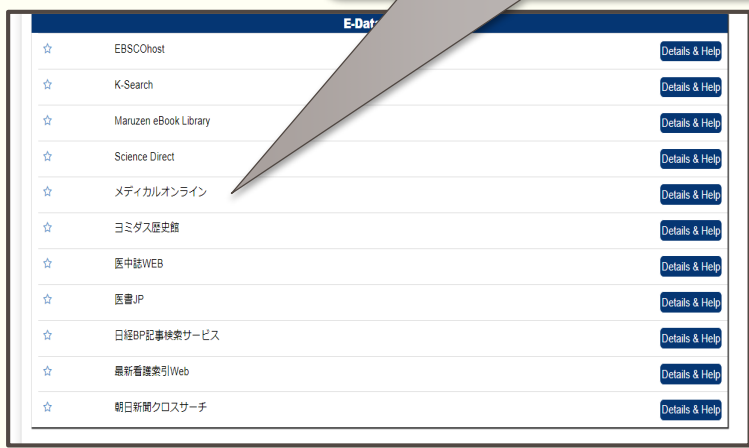 E-Data
EBSCOhost Details & Help
K-Search Details & Help
Maruzen eBook Library Details & Help
Science Direct Details & Help
メディカルオンライン Details & Help
ヨミダス歴史館 Details & Help
医中誌WEB Details & Help
医書JP Details & Help
日経BP記事検索サービス Details & Help
最新看護索引Web Details & Help
朝日新聞クロスサーチ Details & Help